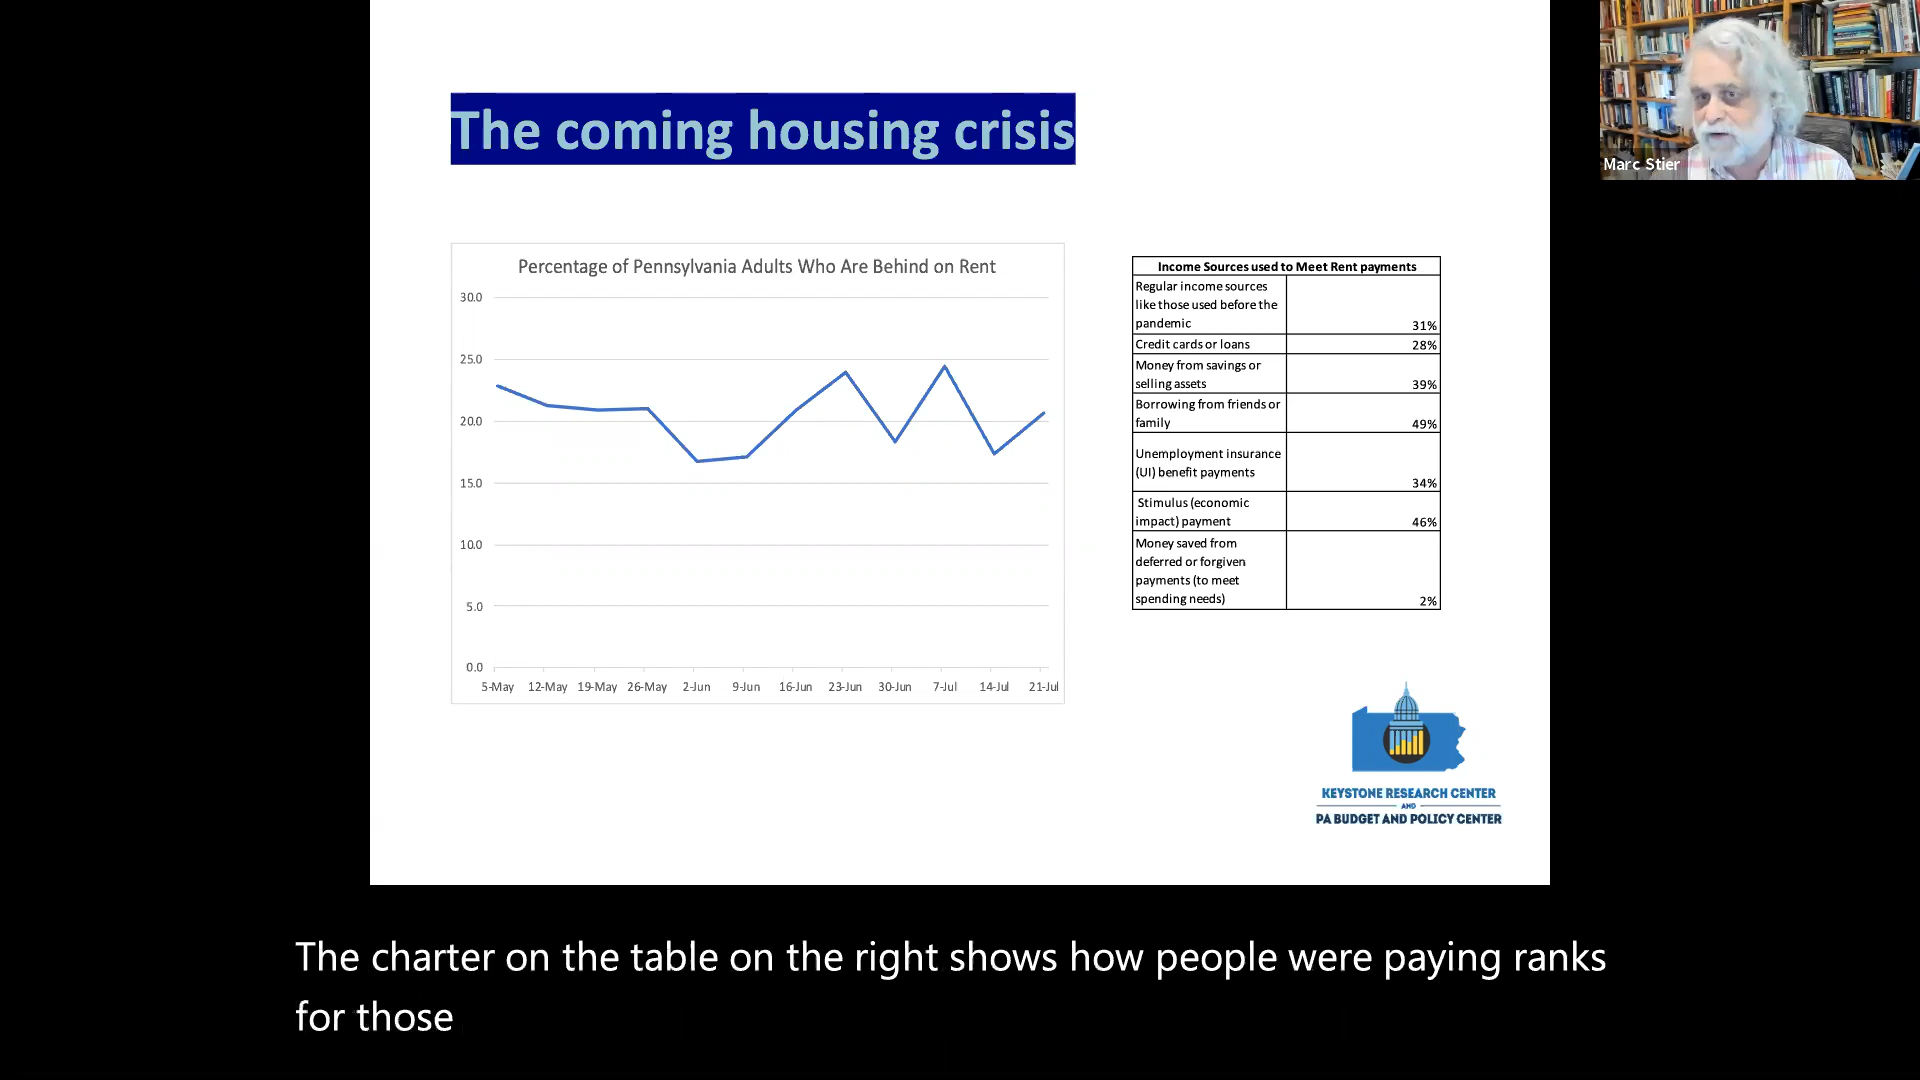 The coming housing crisis
Marc Stier
Percentage of Pennsylvania Adults Who Are Behind on Rent
30.0
25.0
20.0
15.0
10.0
5.0
0.0
5-May 12-May 19-May 26-May 2-Jun 9-Jun 16-Jun 23-Jun 30-Jun 7-Jul 14-Jul 21-Jul
Income Sources used to Meet Rent payments
Regular income sources
like those used before the
pandemic 31%
Credit cards or loans 28%
Money from savings or
selling assets 39%
Borrowing from friends or
family 49%
Unemployment insurance
(UI) benefit payments
34%
Stimulus (economic
impact) payment 46%
Money saved from
deferred or forgiven
payments (to meet
spending needs) 2%
KEYSTONE RESEARCH CENTER
AND
PA BUDGET AND POLICY CENTER
The charter on the table on the right shows how people were paying ranks
for those